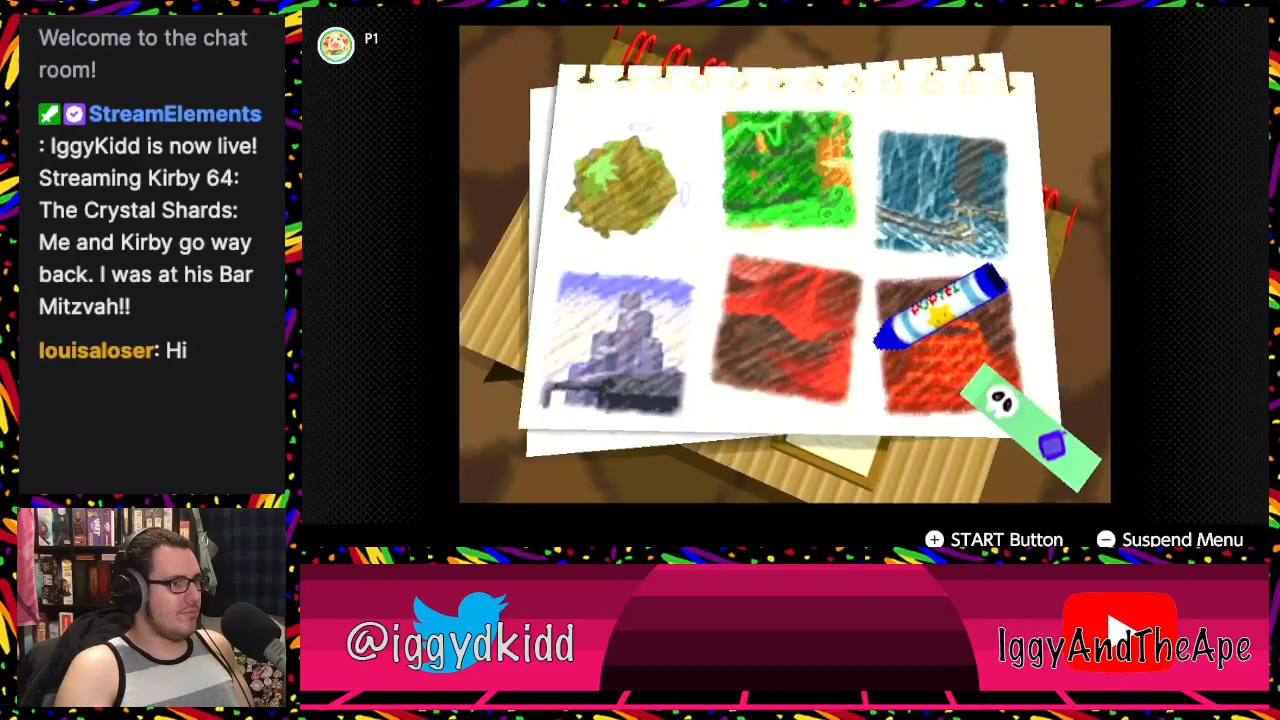 Welcome to the chat
room!
StreamElements
: IggyKidd is now live!
Streaming Kirby 64:
The Crystal Shards:
Me and Kirby go way
back. I was at his Bar
Mitzvah!!
louisaloser: Hi
P1
POPTEL
START Button
Suspend Menu
@iggydkidd
IggyAndTheApe